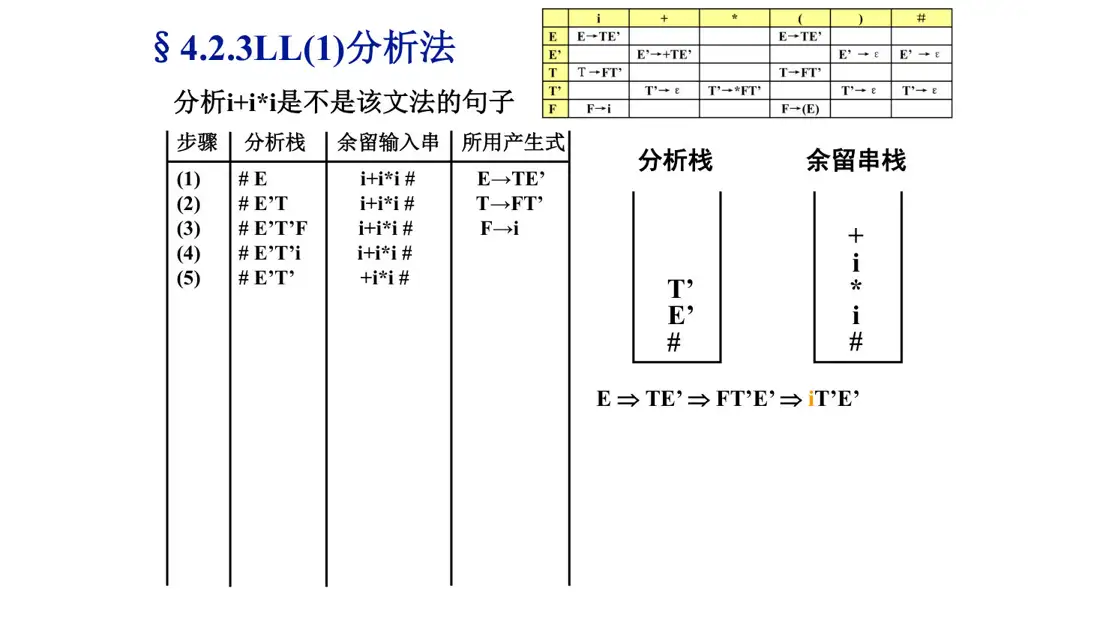 §4.2.3LL(1)分析法
i + * ( ) #
E E→TE’ E→TE’
E’ E’→+TE’ E’→ε E’→ε
T T→FT’ T→FT’
T’ T’→ε T’→*FT’ T’→ε T’→ε
F F→i F→(E)
分析i+i*i是不是该文法的句子
步骤 分析栈 余留输入串 所用产生式
(1) # E i+i*i # E→TE’
(2) # E’T i+i*i # T→FT’
(3) # E’T’F i+i*i # F→i
(4) # E’T’i i+i*i #
(5) # E’T’ +i*i #
分析栈 余留串栈
+
i
T’ *
E’ i
# #
E ⇒ TE’ ⇒ FT’E’ ⇒ iT’E’